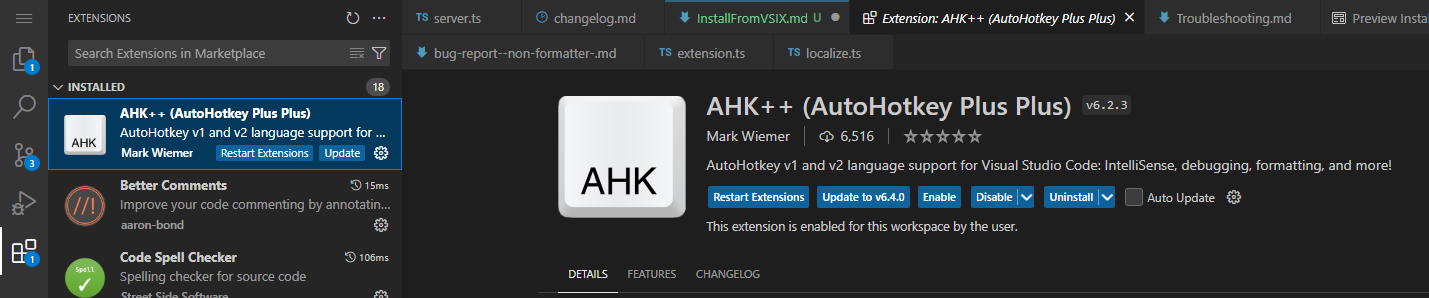 EXTENSIONS
Search Extensions in Marketplace
INSTALLED 18
AHK++ (AutoHotkey Plus Plus)
AutoHotkey v1 and v2 language support for ...
Mark Wiemer Restart Extensions Update
AHK
Better Comments 15ms
Improve your code commenting by annotatin...
aaron-bond
//!
Code Spell Checker 106ms
Spelling checker for source code
Street Side Software
Spell
1
3
1
TS server.ts changelog.md InstallFromVSIX.md U Extension: AHK++ (AutoHotkey Plus Plus) Troubleshooting.md Preview Insta
bug-report--non-formatter-.md TS extension.ts TS localize.ts
AHK
AHK++ (AutoHotkey Plus Plus) v6.2.3
Mark Wiemer 6,516
AutoHotkey v1 and v2 language support for Visual Studio Code: IntelliSense, debugging, formatting, and more!
Restart Extensions Update to v6.4.0 Enable Disable Uninstall Auto Update
This extension is enabled for this workspace by the user.
DETAILS FEATURES CHANGELOG